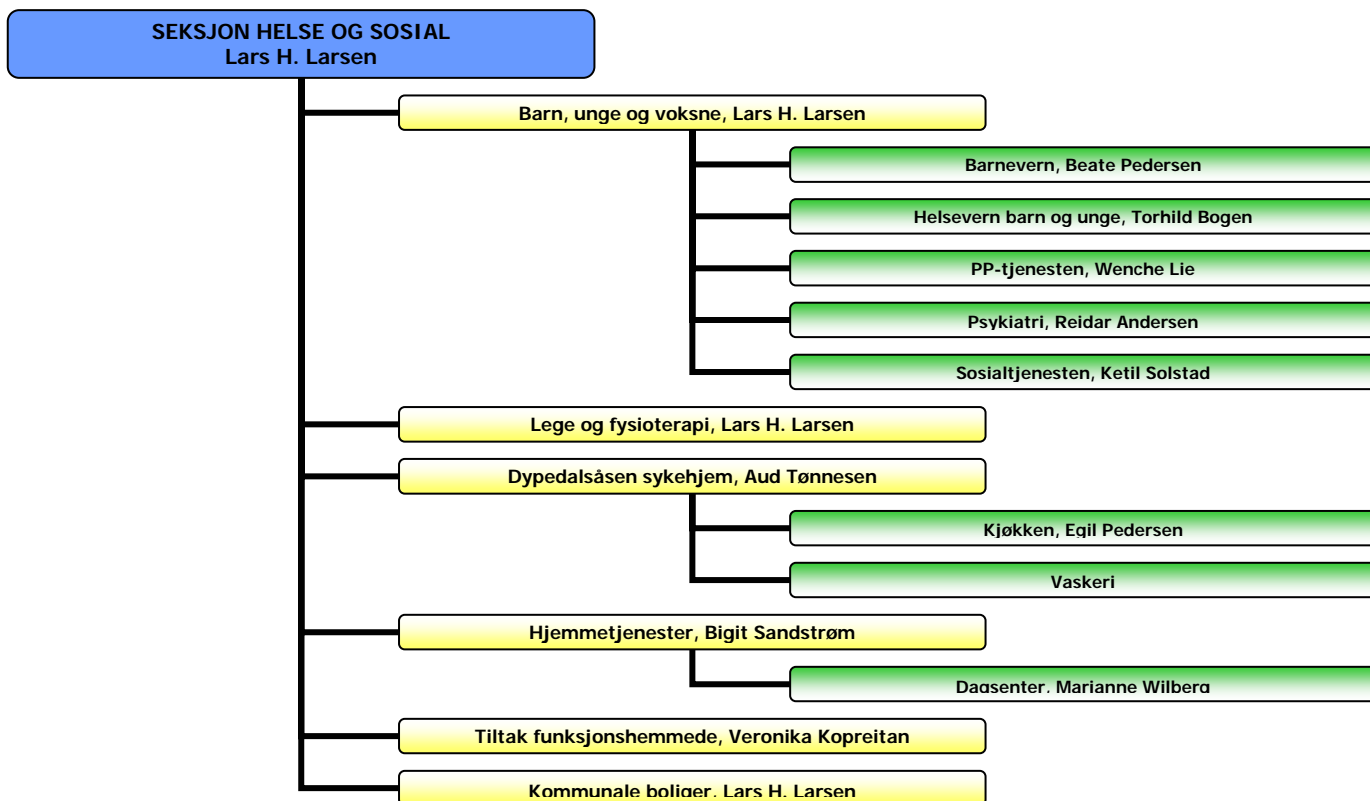 SEKSJON HELSE OG SOSIAL
Lars H. Larsen
Barn, unge og voksne, Lars H. Larsen
Barnevern, Beate Pedersen
Helsevern barn og unge, Torhild Bogen
PP-tjenesten, Wenche Lie
Psykiatri, Reidar Andersen
Sosialtjenesten, Ketil Solstad
Lege og fysioterapi, Lars H. Larsen
Dypedalsåsen sykehjem, Aud Tønnesen
Kjøkken, Egil Pedersen
Vaskeri
Hjemmetjenester, Bigit Sandstrøm
Dagsenter, Marianne Wilberg
Tiltak funksjonshemmede, Veronika Kopreitan
Kommunale boliger, Lars H. Larsen